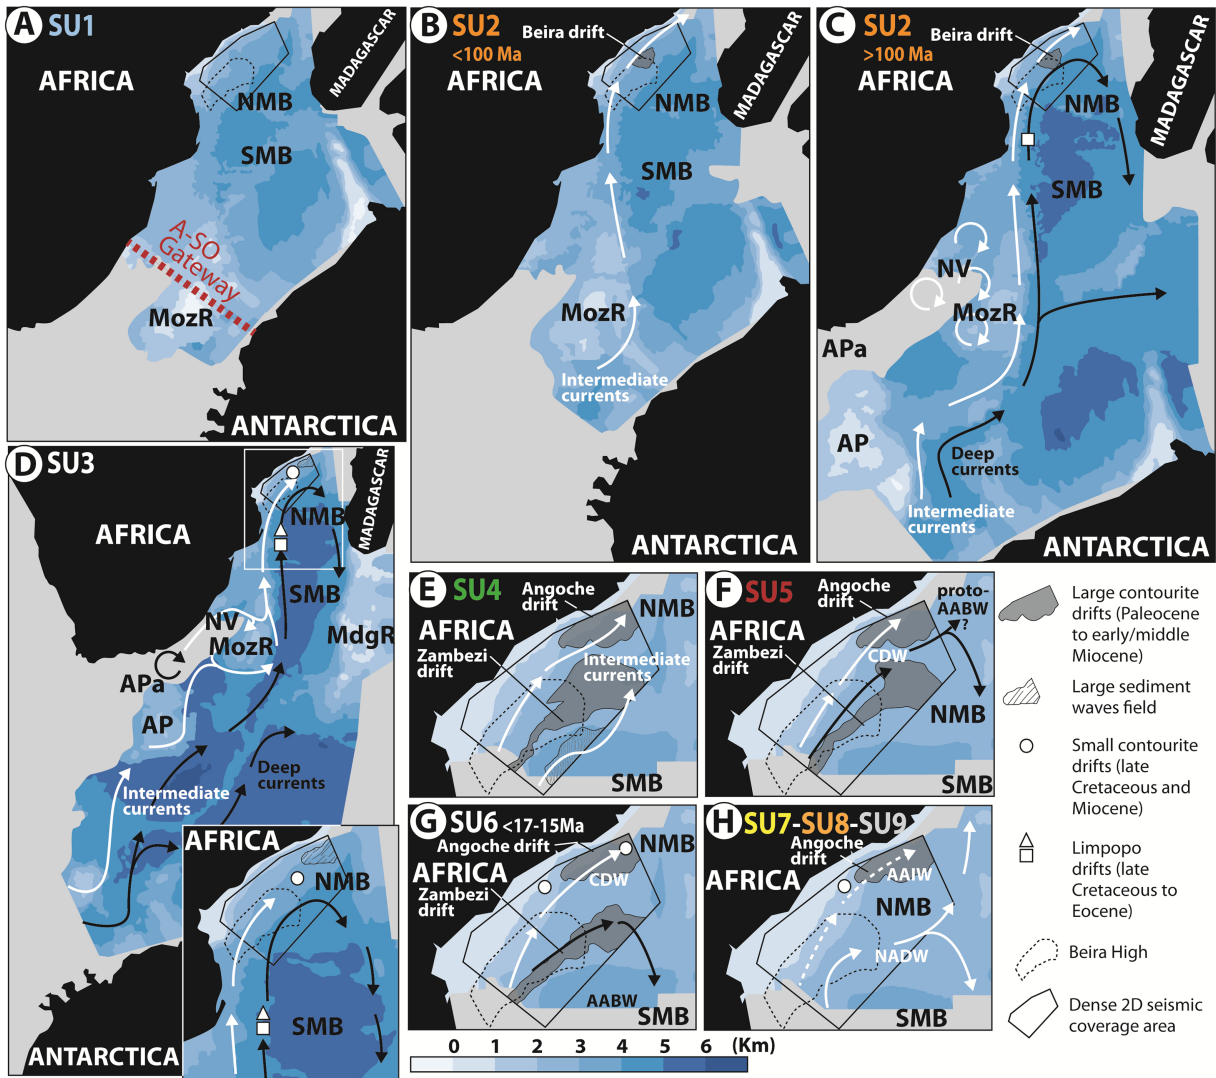 A SU1
AFRICA
MADAGASCAR
NMB
SMB
A-SO
Gateway
MozR
ANTARCTICA
B SU2
<100 Ma
Beira drift
AFRICA
MADAGASCAR
NMB
SMB
MozR
Intermediate
currents
ANTARCTICA
C SU2
>100 Ma
Beira drift
AFRICA
MADAGASCAR
NMB
SMB
NV
MozR
APa
AP
Deep
currents
Intermediate
currents
ANTARCTICA
D SU3
AFRICA
MADAGASCAR
NMB
SMB
NV
MozR
MdgR
APa
AP
Deep
currents
Intermediate
currents
ANTARCTICA
AFRICA
NMB
SMB
E SU4
Angoche
drift
NMB
AFRICA
Zambezi
drift
Intermediate
currents
SMB
F SU5
Angoche
drift
proto-
AABW
?
AFRICA
Zambezi
drift
CDW
NMB
SMB
G SU6 <17-15Ma
Angoche drift
NMB
AFRICA
CDW
Zambezi
drift
AABW
SMB
H SU7-SU8-SU9
Angoche
drift
AFRICA
AAIW
NMB
NADW
SMB
0 1 2 3 4 5 6 (Km)
Large contourite
drifts (Paleocene
to early/middle
Miocene)
Large sediment
waves field
Small contourite
drifts (late
Cretaceous and
Miocene)
Limpopo
drifts (late
Cretaceous to
Eocene)
Beira High
Dense 2D seismic
coverage area